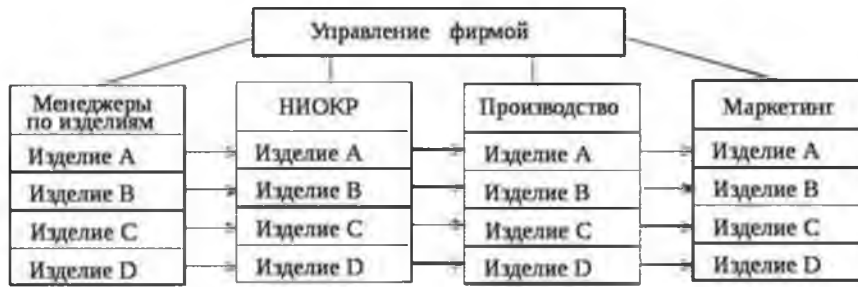 Управление фирмой
Менеджеры
по изделиям
НИОКР
Производство
Маркетинг
Изделие А
Изделие А
Изделие А
Изделие А
Изделие В
Изделие В
Изделие В
Изделие В
Изделие С
Изделие С
Изделие С
Изделие С
Изделие D
Изделие D
Изделие D
Изделие D